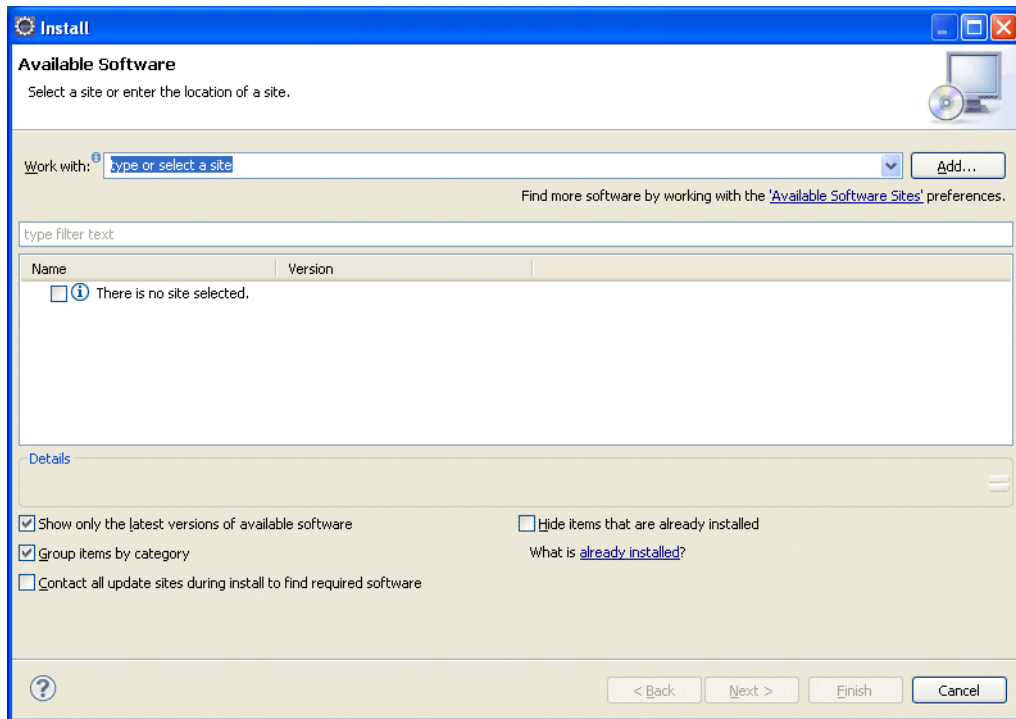 Install
Available Software
Select a site or enter the location of a site.
Work with: type or select a site Add...
Find more software by working with the 'Available Software Sites' preferences.
type filter text
Name Version
There is no site selected.
Details
Show only the latest versions of available software Hide items that are already installed
Group items by category What is already installed?
Contact all update sites during install to find required software
< Back Next > Finish Cancel